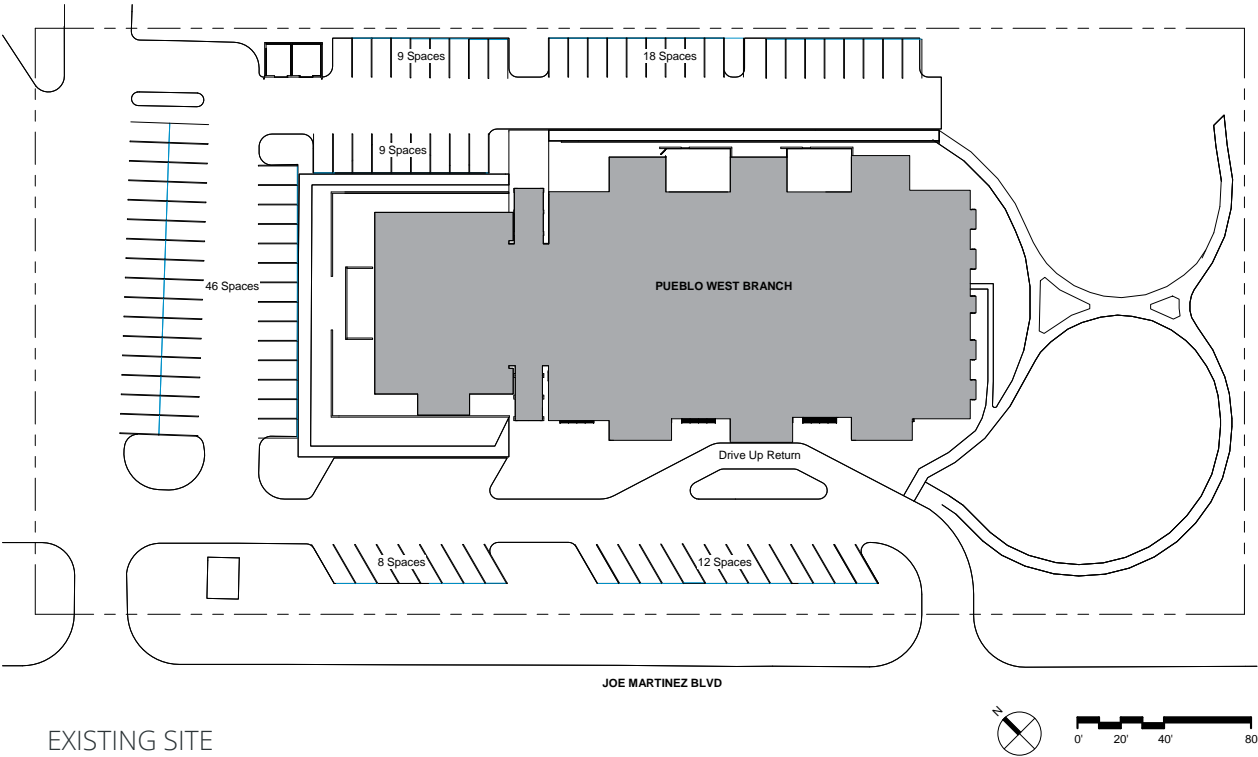 9 Spaces
18 Spaces
9 Spaces
46 Spaces
PUEBLO WEST BRANCH
Drive Up Return
8 Spaces
12 Spaces
JOE MARTINEZ BLVD
EXISTING SITE
N
0' 20' 40' 80